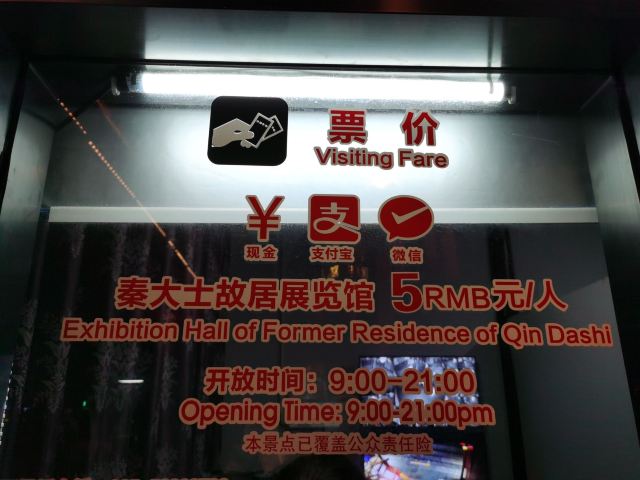 票 价
Visiting Fare
¥ 支
现金 支付宝 微信
秦大士故居展览馆 5RMB元/人
Exhibition Hall of Former Residence of Qin Dashi
开放时间：9:00-21:00
Opening Time: 9:00-21:00pm
本景点已覆盖公众责任险